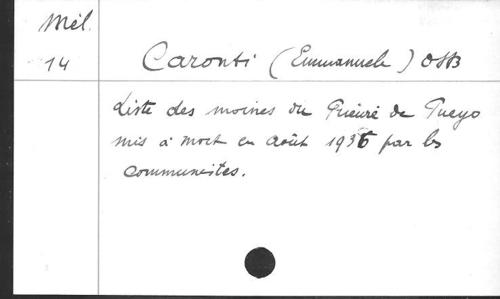 Mél.
14
Caronti (Emmanuele) OSB
Liste des moines du Prieuré de Pueyo
mis à mort en août 1936 par les
communistes.